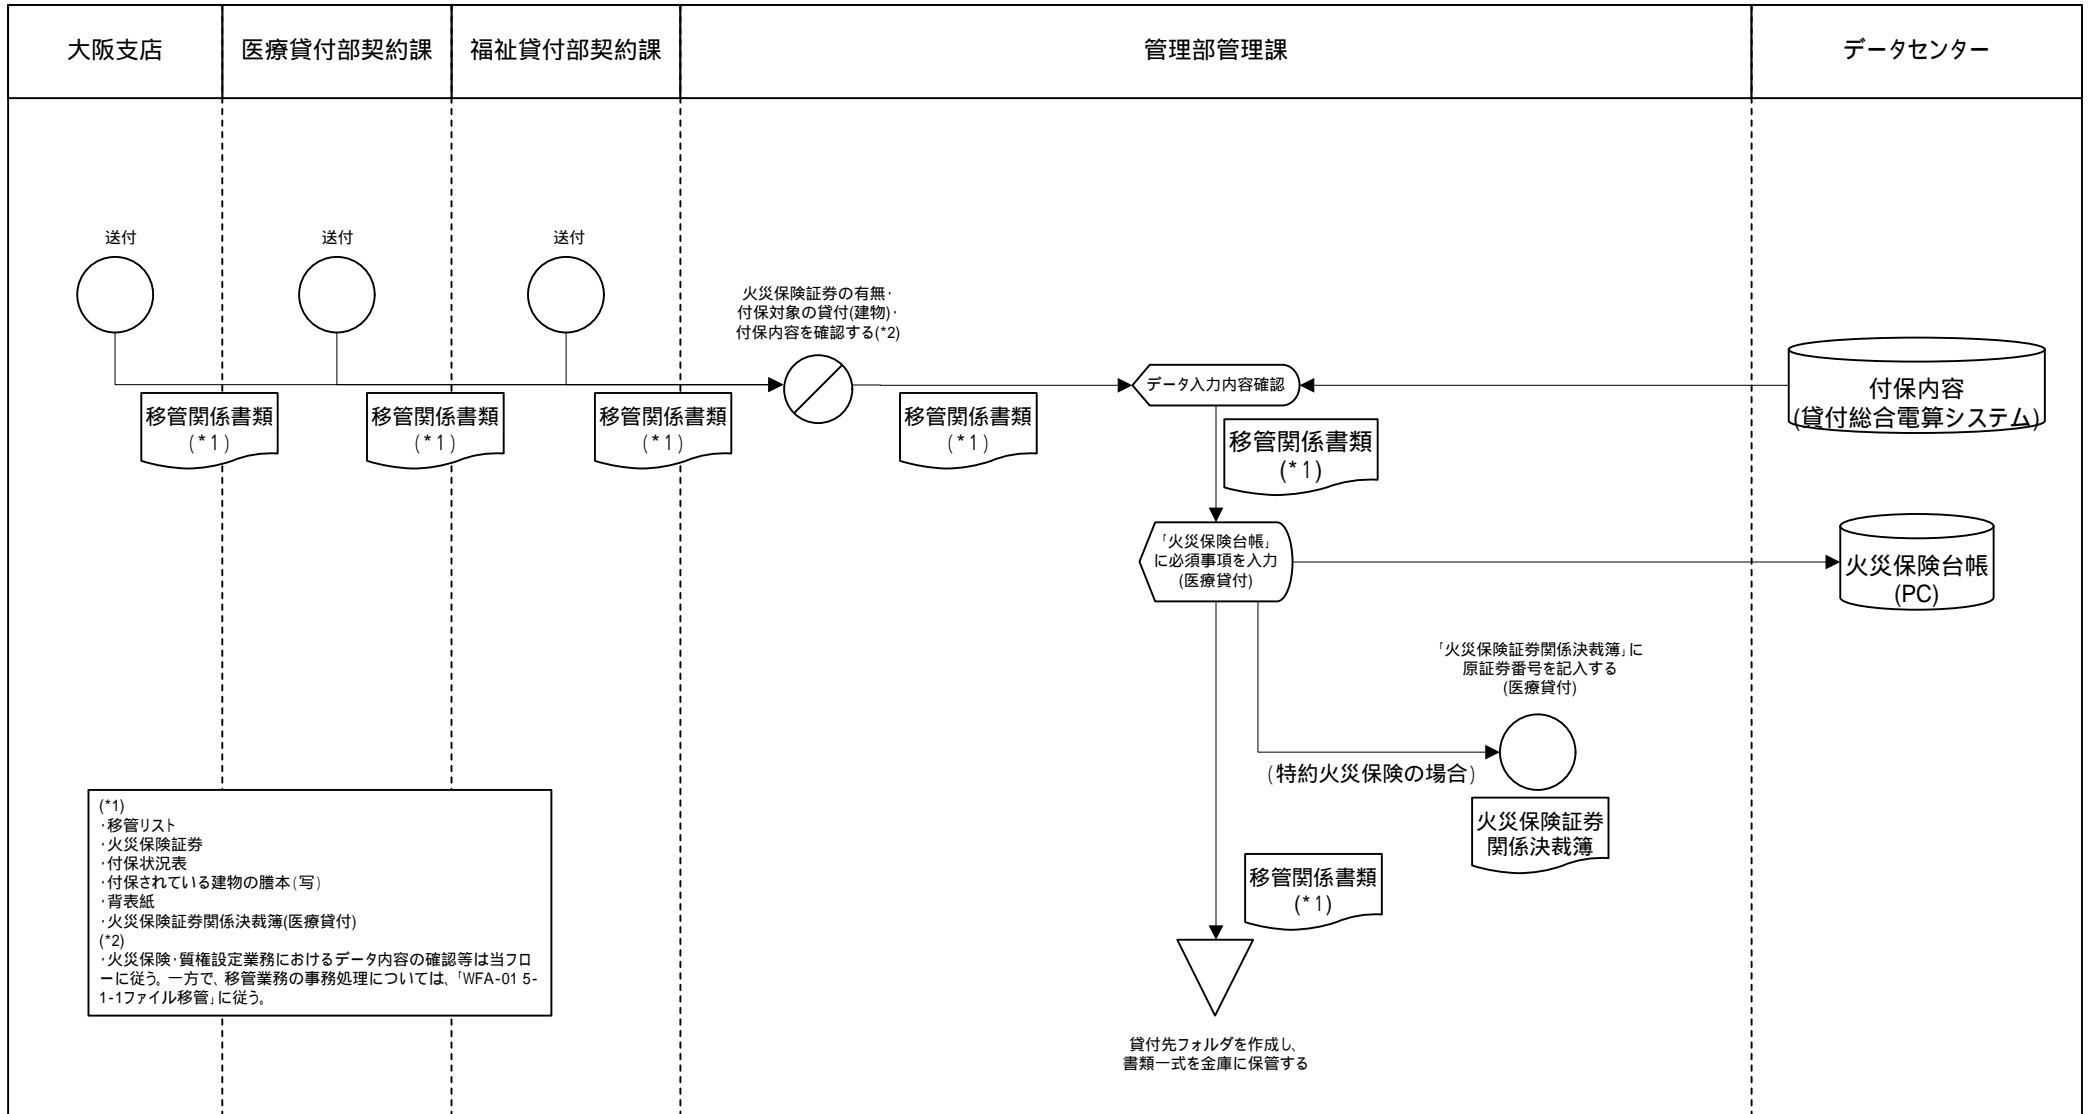 大阪支店
医療貸付部契約課
福祉貸付部契約課
管理部管理課
データセンター
送付
送付
送付
火災保険証券の有無・
付保対象の貸付(建物)・
付保内容を確認する(*2)
データ入力内容確認
付保内容
(貸付総合電算システム)
移管関係書類
(*1)
移管関係書類
(*1)
移管関係書類
(*1)
移管関係書類
(*1)
移管関係書類
(*1)
「火災保険台帳」
に必須事項を入力
(医療貸付)
火災保険台帳
(PC)
「火災保険証券関係決裁簿」に
原証券番号を記入する
(医療貸付)
(特約火災保険の場合)
火災保険証券
関係決裁簿
移管関係書類
(*1)
(*1)
・移管リスト
・火災保険証券
・付保状況表
・付保されている建物の謄本(写)
・背表紙
・火災保険証券関係決裁簿(医療貸付)
(*2)
・火災保険・質権設定業務におけるデータ内容の確認等は当フロ
ーに従う。一方で、移管業務の事務処理については、「WFA-01 5-
1-1ファイル移管」に従う。
貸付先フォルダを作成し、
書類一式を金庫に保管する